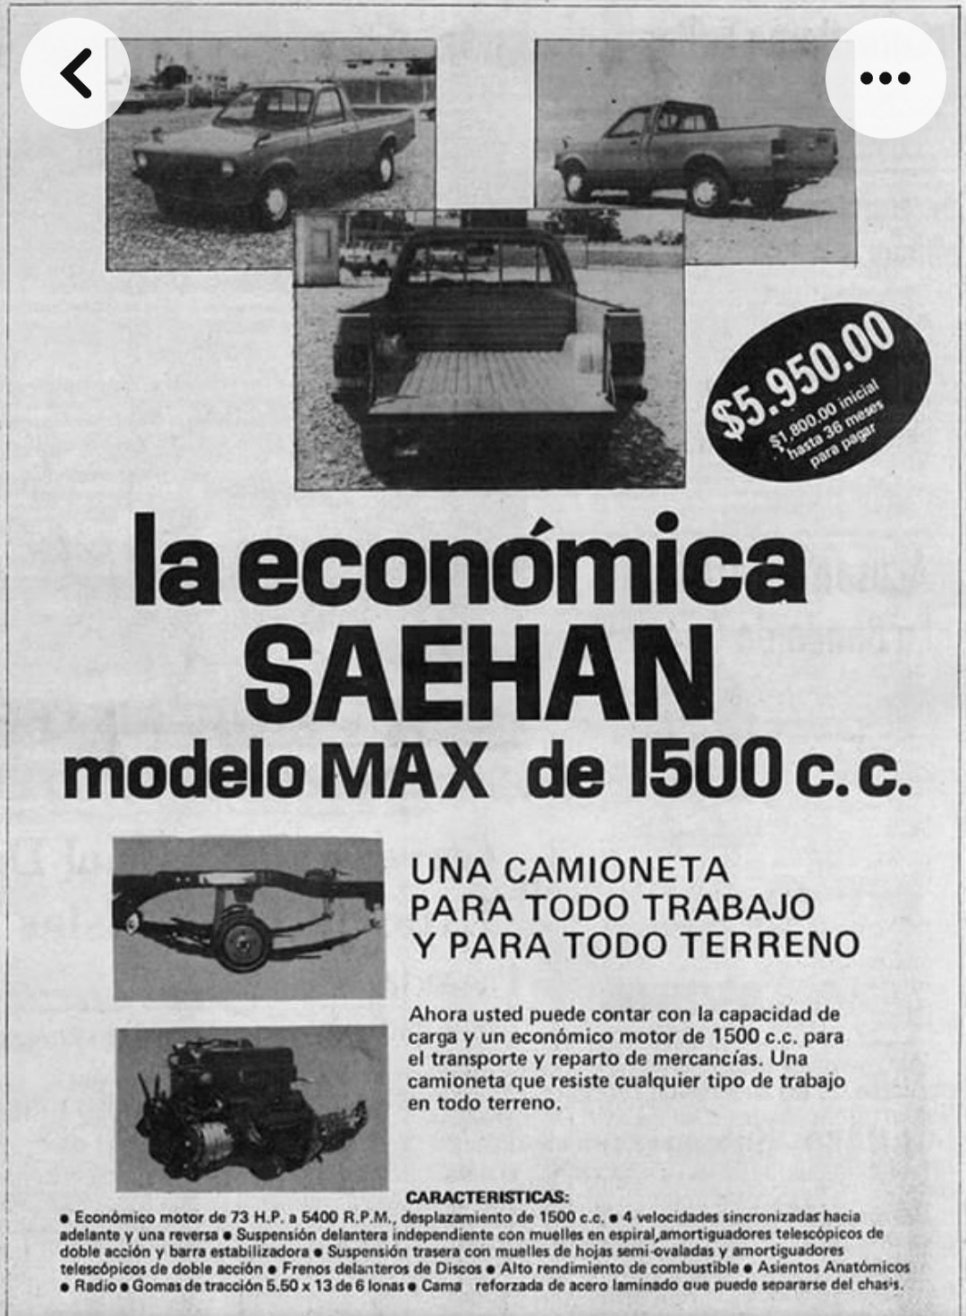 $5.950.00
$1,800.00 inicial
hasta 36 meses
para pagar
la económica
SAEHAN
modelo MAX de 1500 c.c.
UNA CAMIONETA
PARA TODO TRABAJO
Y PARA TODO TERRENO
Ahora usted puede contar con la capacidad de
carga y un económico motor de 1500 c.c. para
el transporte y reparto de mercancías. Una
camioneta que resiste cualquier tipo de trabajo
en todo terreno.
CARACTERISTICAS:
● Económico motor de 73 H.P. a 5400 R.P.M., desplazamiento de 1500 c.c. ● 4 velocidades sincronizadas hacia
adelante y una reversa ● Suspensión delantera independiente con muelles en espiral,amortiguadores telescópicos de
doble acción y barra estabilizadora ● Suspensión trasera con muelles de hojas semi-ovaladas y amortiguadores
telescópicos de doble acción ● Frenos delanteros de Discos ● Alto rendimiento de combustible ● Asientos Anatómicos
● Radio ● Gomas de tracción 5.50 x 13 de 6 lonas ● Cama reforzada de acero laminado que puede separarse del chasis.